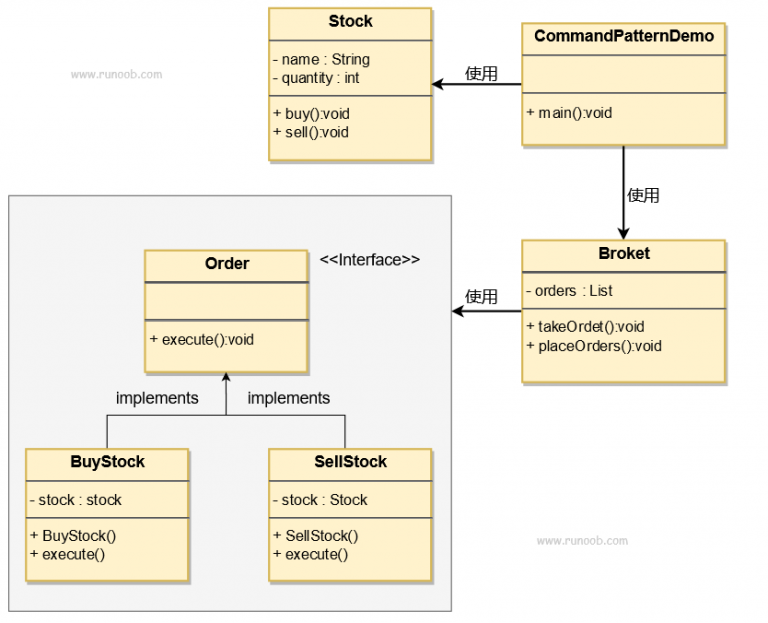 Stock
- name : String
- quantity : int
+ buy():void
+ sell():void
www.runoob.com
使用
CommandPatternDemo
+ main():void
使用
Order
<<Interface>>
+ execute():void
使用
Broket
- orders : List
+ takeOrdet():void
+ placeOrders():void
implements
implements
BuyStock
- stock : stock
+ BuyStock()
+ execute()
SellStock
- stock : Stock
+ SellStock()
+ execute()
www.runoob.com